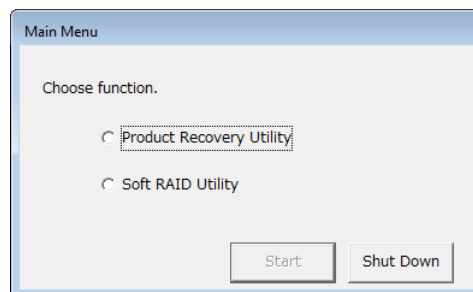 Main Menu
Choose function.
Product Recovery Utility
Soft RAID Utility
Start
Shut Down